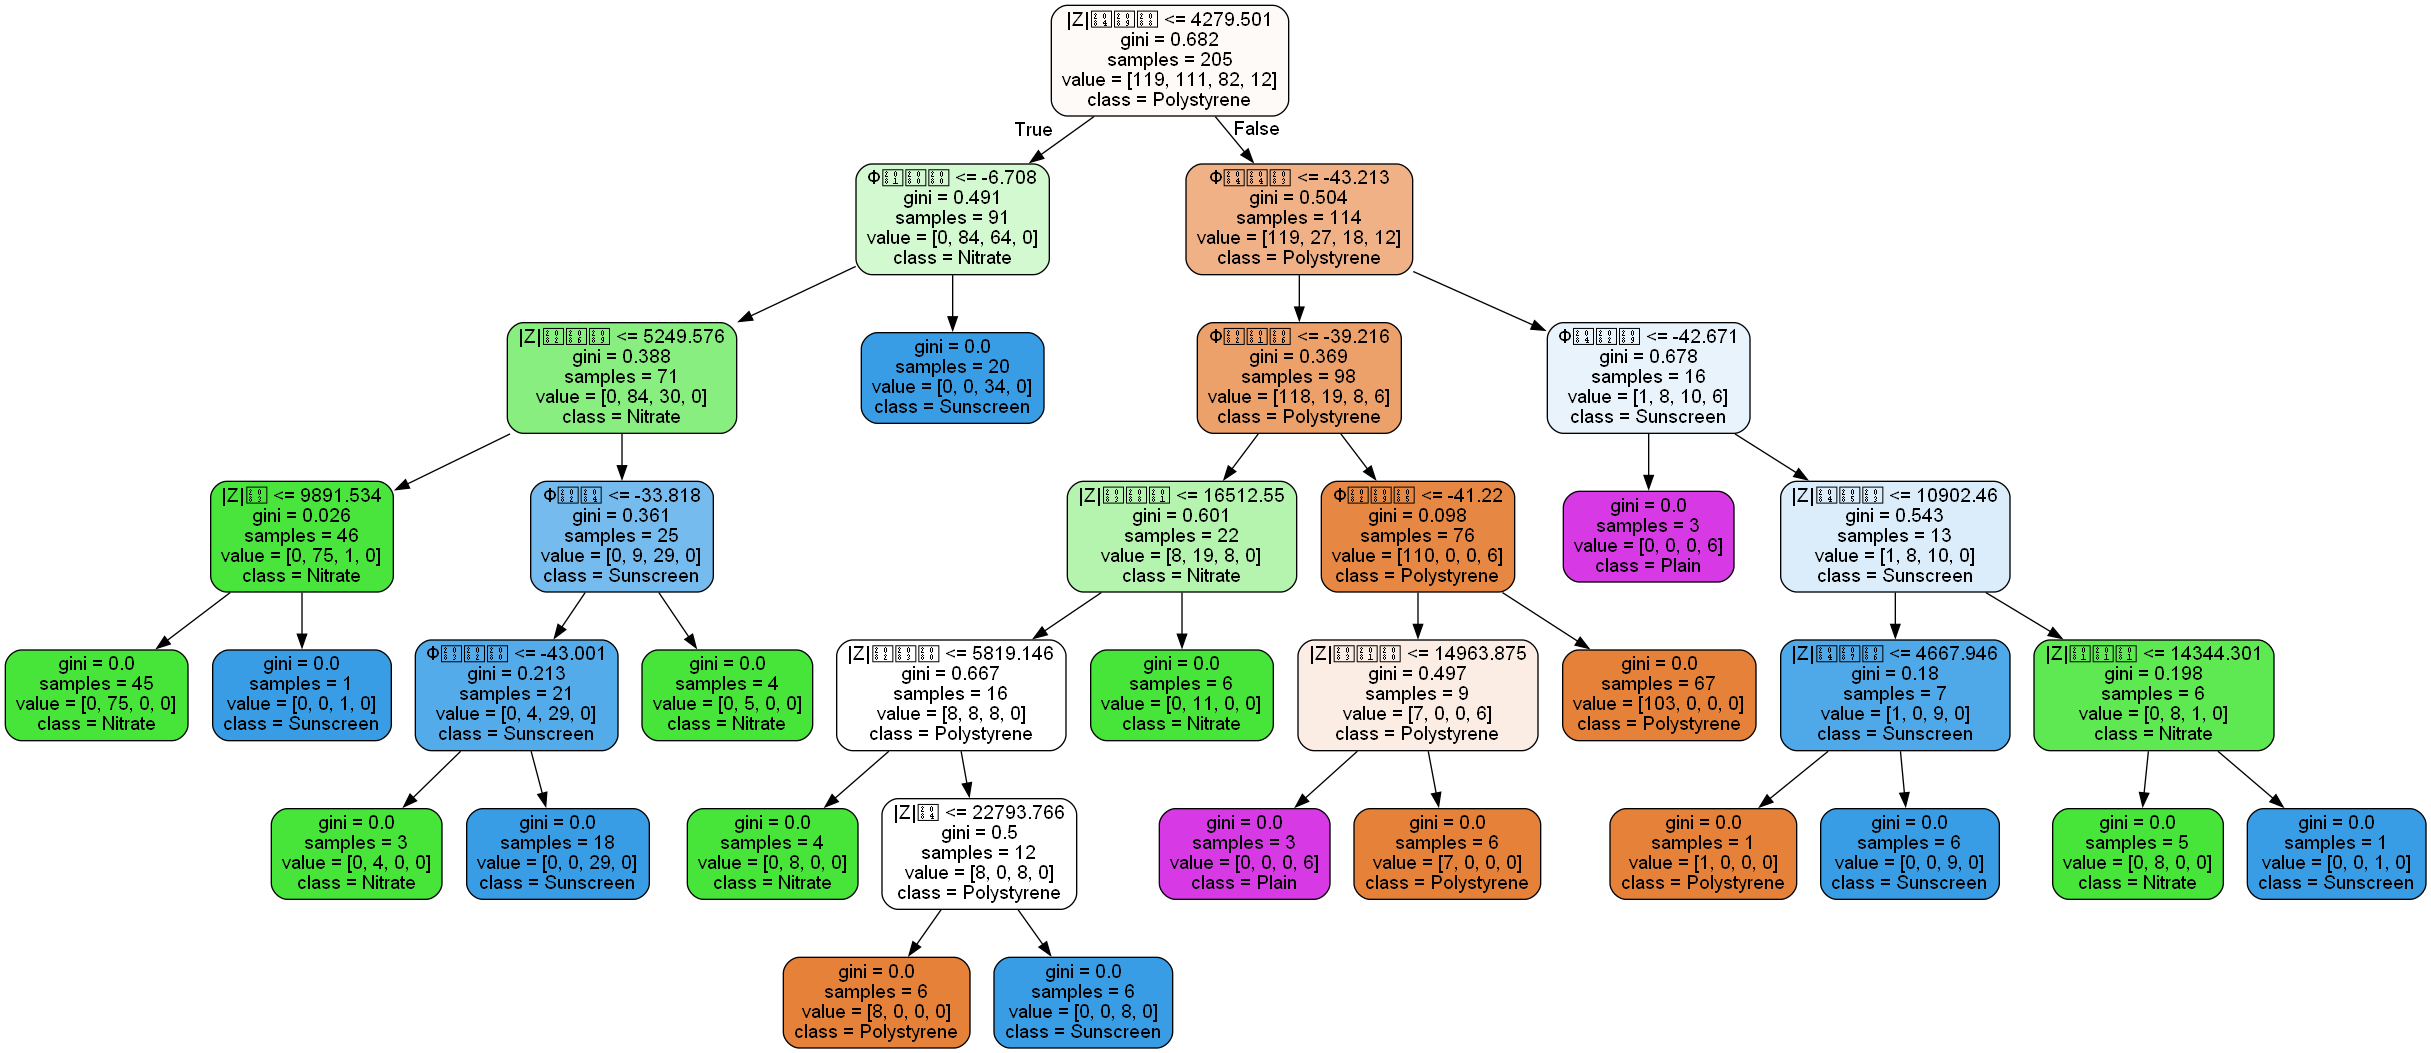 |Z| <= 4279.501
gini = 0.682
samples = 205
value = [119, 111, 82, 12]
class = Polystyrene
True
False
Φ <= -6.708
gini = 0.491
samples = 91
value = [0, 84, 64, 0]
class = Nitrate
Φ <= -43.213
gini = 0.504
samples = 114
value = [119, 27, 18, 12]
class = Polystyrene
|Z| <= 5249.576
gini = 0.388
samples = 71
value = [0, 84, 30, 0]
class = Nitrate
gini = 0.0
samples = 20
value = [0, 0, 34, 0]
class = Sunscreen
Φ <= -39.216
gini = 0.369
samples = 98
value = [118, 19, 8, 6]
class = Polystyrene
Φ <= -42.671
gini = 0.678
samples = 16
value = [1, 8, 10, 6]
class = Sunscreen
|Z| <= 9891.534
gini = 0.026
samples = 46
value = [0, 75, 1, 0]
class = Nitrate
Φ <= -33.818
gini = 0.361
samples = 25
value = [0, 9, 29, 0]
class = Sunscreen
|Z| <= 16512.55
gini = 0.601
samples = 22
value = [8, 19, 8, 0]
class = Nitrate
Φ <= -41.22
gini = 0.098
samples = 76
value = [110, 0, 0, 6]
class = Polystyrene
gini = 0.0
samples = 3
value = [0, 0, 0, 6]
class = Plain
|Z| <= 10902.46
gini = 0.543
samples = 13
value = [1, 8, 10, 0]
class = Sunscreen
gini = 0.0
samples = 45
value = [0, 75, 0, 0]
class = Nitrate
gini = 0.0
samples = 1
value = [0, 0, 1, 0]
class = Sunscreen
Φ <= -43.001
gini = 0.213
samples = 21
value = [0, 4, 29, 0]
class = Sunscreen
gini = 0.0
samples = 4
value = [0, 5, 0, 0]
class = Nitrate
|Z| <= 5819.146
gini = 0.667
samples = 16
value = [8, 8, 8, 0]
class = Polystyrene
gini = 0.0
samples = 6
value = [0, 11, 0, 0]
class = Nitrate
|Z| <= 14963.875
gini = 0.497
samples = 9
value = [7, 0, 0, 6]
class = Polystyrene
gini = 0.0
samples = 67
value = [103, 0, 0, 0]
class = Polystyrene
|Z| <= 4667.946
gini = 0.18
samples = 7
value = [1, 0, 9, 0]
class = Sunscreen
|Z| <= 14344.301
gini = 0.198
samples = 6
value = [0, 8, 1, 0]
class = Nitrate
gini = 0.0
samples = 3
value = [0, 4, 0, 0]
class = Nitrate
gini = 0.0
samples = 18
value = [0, 0, 29, 0]
class = Sunscreen
gini = 0.0
samples = 4
value = [0, 8, 0, 0]
class = Nitrate
|Z| <= 22793.766
gini = 0.5
samples = 12
value = [8, 0, 8, 0]
class = Polystyrene
gini = 0.0
samples = 3
value = [0, 0, 0, 6]
class = Plain
gini = 0.0
samples = 6
value = [7, 0, 0, 0]
class = Polystyrene
gini = 0.0
samples = 1
value = [1, 0, 0, 0]
class = Polystyrene
gini = 0.0
samples = 6
value = [0, 0, 9, 0]
class = Sunscreen
gini = 0.0
samples = 5
value = [0, 8, 0, 0]
class = Nitrate
gini = 0.0
samples = 1
value = [0, 0, 1, 0]
class = Sunscreen
gini = 0.0
samples = 6
value = [8, 0, 0, 0]
class = Polystyrene
gini = 0.0
samples = 6
value = [0, 0, 8, 0]
class = Sunscreen